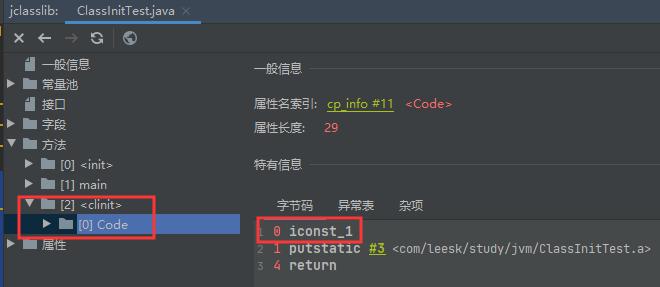 jclasslib:
ClassInitTest.java
一般信息
常量池
接口
字段
方法
[0] <init>
[1] main
[2] <clinit>
[0] Code
属性
一般信息
属性名索引: cp_info #11 <Code>
属性长度: 29
特有信息
字节码 异常表 杂项
1 0 iconst_1
2 1 putstatic #3 <com/leesk/study/jvm/ClassInitTest.a>
3 4 return